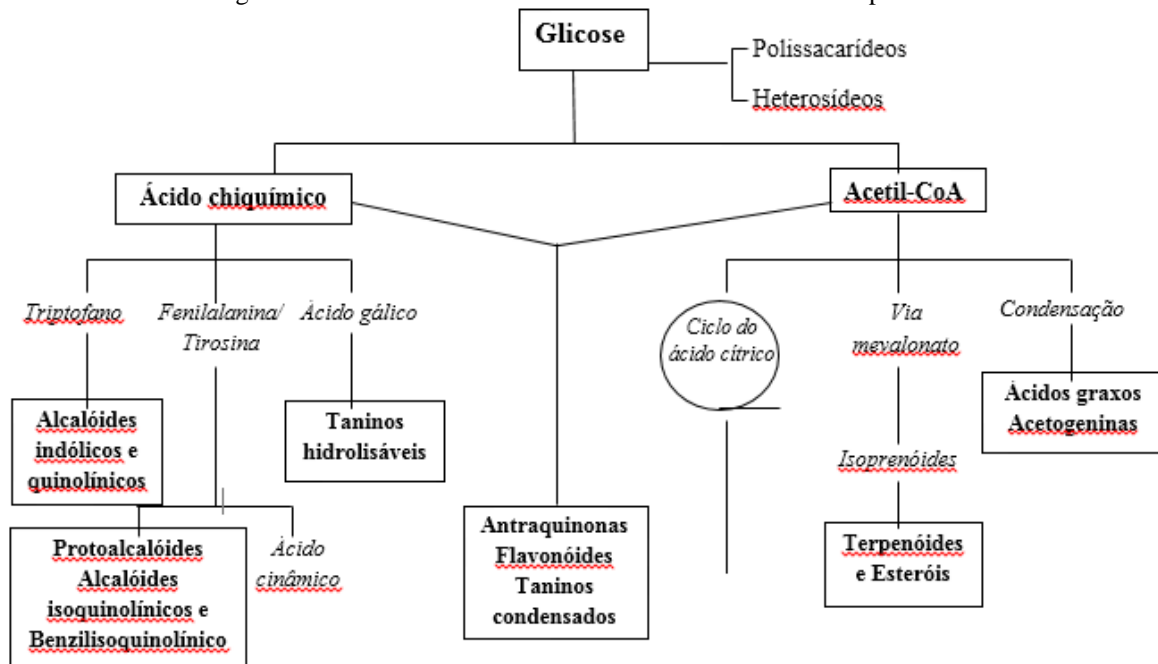 Glicose
Polissacarídeos
Heterosídeos
Ácido chiquímico
Acetil-CoA
Triptofano
Fenilalanina/
Tirosina
Ácido gálico
Ciclo do
ácido cítrico
Via
mevalonato
Condensação
Alcalóides
indólicos e
quinolínicos
Taninos
hidrolisáveis
Ácidos graxos
Acetogeninas
Isoprenóides
Protoalcalóides
Alcalóides
isoquinolínicos e
Benzilisoquinolínico
Ácido
cinâmico
Antraquinonas
Flavonóides
Taninos
condensados
Terpenóides
e Esteróis